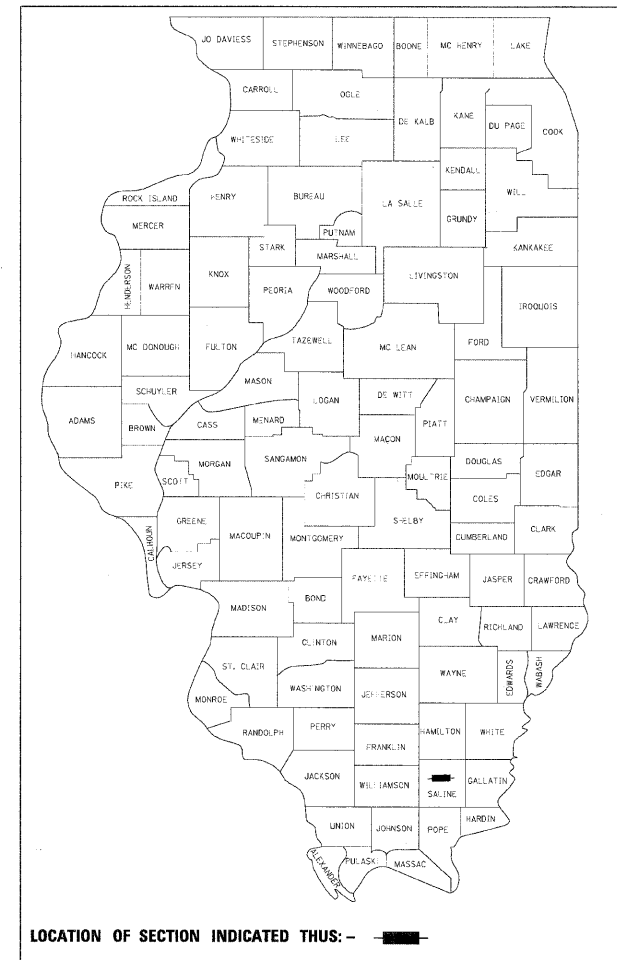 JO DAVIESS STEPHENSON WINNEBAGO BOONE MC HENRY LAKE
CARROLL OGLE
DE KALB KANE DU PAGE COOK
WHITESIDE LEE
KENDALL WILL
ROCK ISLAND HENRY BUREAU LA SALLE GRUNDY
MERCER PUTNAM
STARK MARSHALL KANKAKEE
HENDERSON WARREN KNOX PEORIA WOODFORD LIVINGSTON IROQUOIS
HANCOCK MC DONOUGH FULTON TAZEWELL MC LEAN FORD
MASON
SCHUYLER LOGAN DE WITT CHAMPAIGN VERMILION
ADAMS BROWN CASS MENARD MACON PIATT
MORGAN SANGAMON DOUGLAS EDGAR
PIKE SCOTT CHRISTIAN MOULTRIE COLES
GREENE MACOUPIN MONTGOMERY SHELBY CUMBERLAND CLARK
CALHOUN JERSEY
FAYETTE EFFINGHAM JASPER CRAWFORD
MADISON BOND
CLINTON MARION CLAY RICHLAND LAWRENCE
ST. CLAIR WAYNE EDWARDS WABASH
MONROE WASHINGTON JEFFERSON
RANDOLPH PERRY HAMILTON WHITE
FRANKLIN
JACKSON WILLIAMSON SALINE GALLATIN
UNION JOHNSON POPE HARDIN
ALEXANDER PULASKI MASSAC
LOCATION OF SECTION INDICATED THUS: -